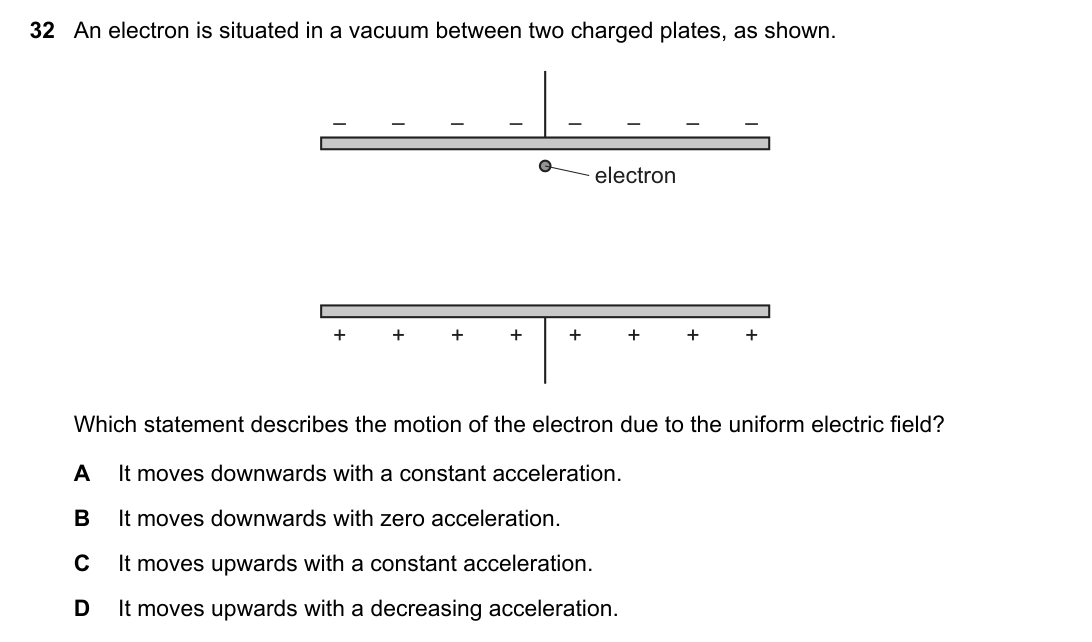 32 An electron is situated in a vacuum between two charged plates, as shown.
– – – – – – – –
electron
+ + + + + + + +
Which statement describes the motion of the electron due to the uniform electric field?
A It moves downwards with a constant acceleration.
B It moves downwards with zero acceleration.
C It moves upwards with a constant acceleration.
D It moves upwards with a decreasing acceleration.